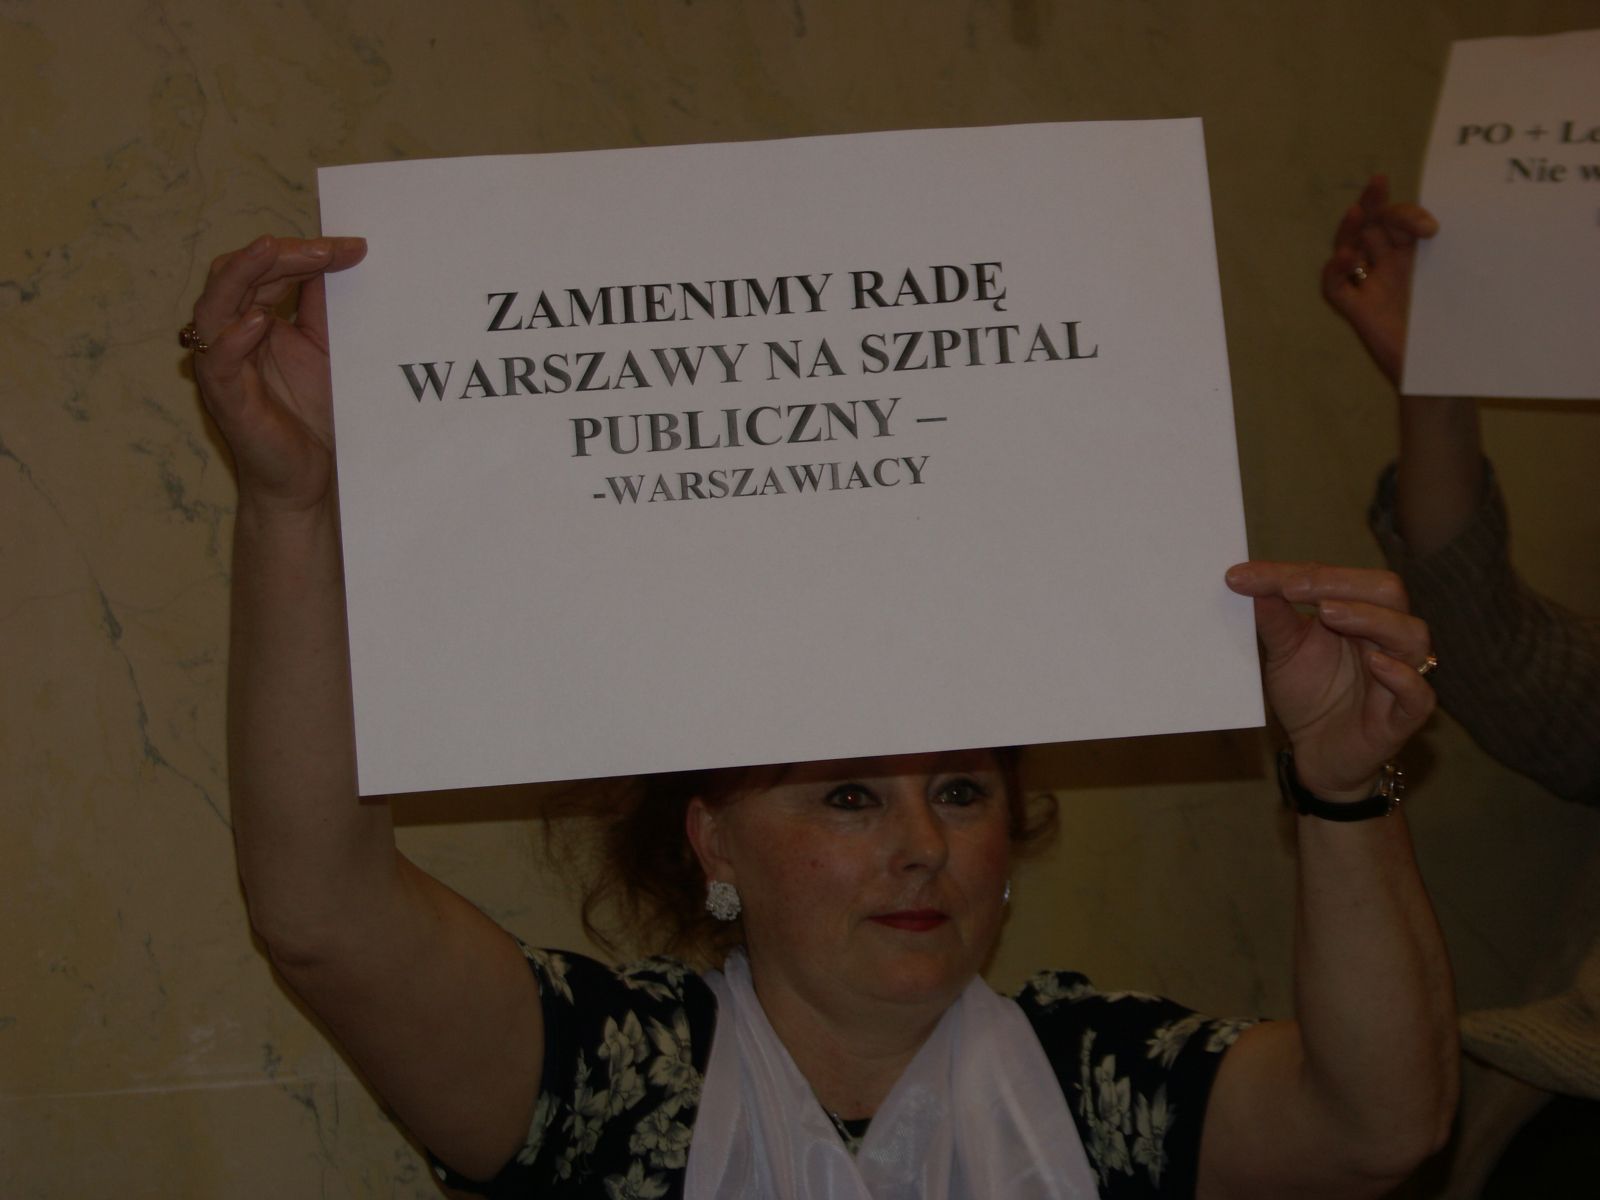 ZAMIENIMY RADĘ
WARSZAWY NA SZPITAL
PUBLICZNY –
-WARSZAWIACY
PO +
Nie